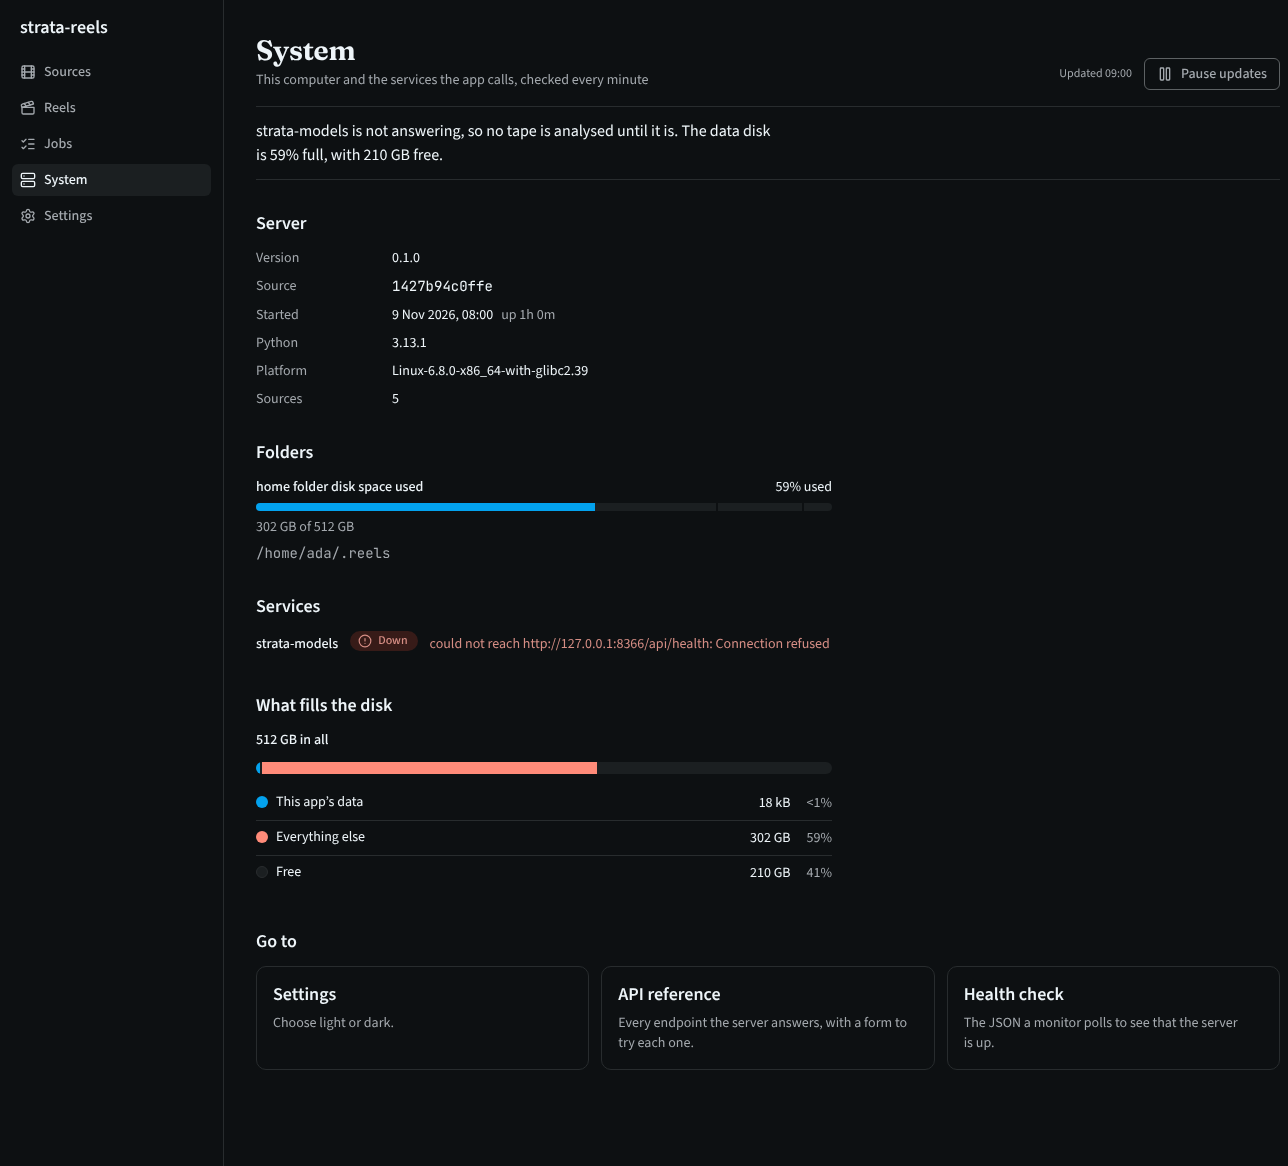 strata-reels
Sources
Reels
Jobs
System
Settings
System
This computer and the services the app calls, checked every minute
Updated 09:00
Pause updates
strata-models is not answering, so no tape is analysed until it is. The data disk
is 59% full, with 210 GB free.
Server
Version 0.1.0
Source 1427b94c0ffe
Started 9 Nov 2026, 08:00 up 1h 0m
Python 3.13.1
Platform Linux-6.8.0-x86_64-with-glibc2.39
Sources 5
Folders
home folder disk space used 59% used
302 GB of 512 GB
/home/ada/.reels
Services
strata-models Down could not reach http://127.0.0.1:8366/api/health: Connection refused
What fills the disk
512 GB in all
This app’s data 18 kB <1%
Everything else 302 GB 59%
Free 210 GB 41%
Go to
Settings
Choose light or dark.
API reference
Every endpoint the server answers, with a form to
try each one.
Health check
The JSON a monitor polls to see that the server
is up.